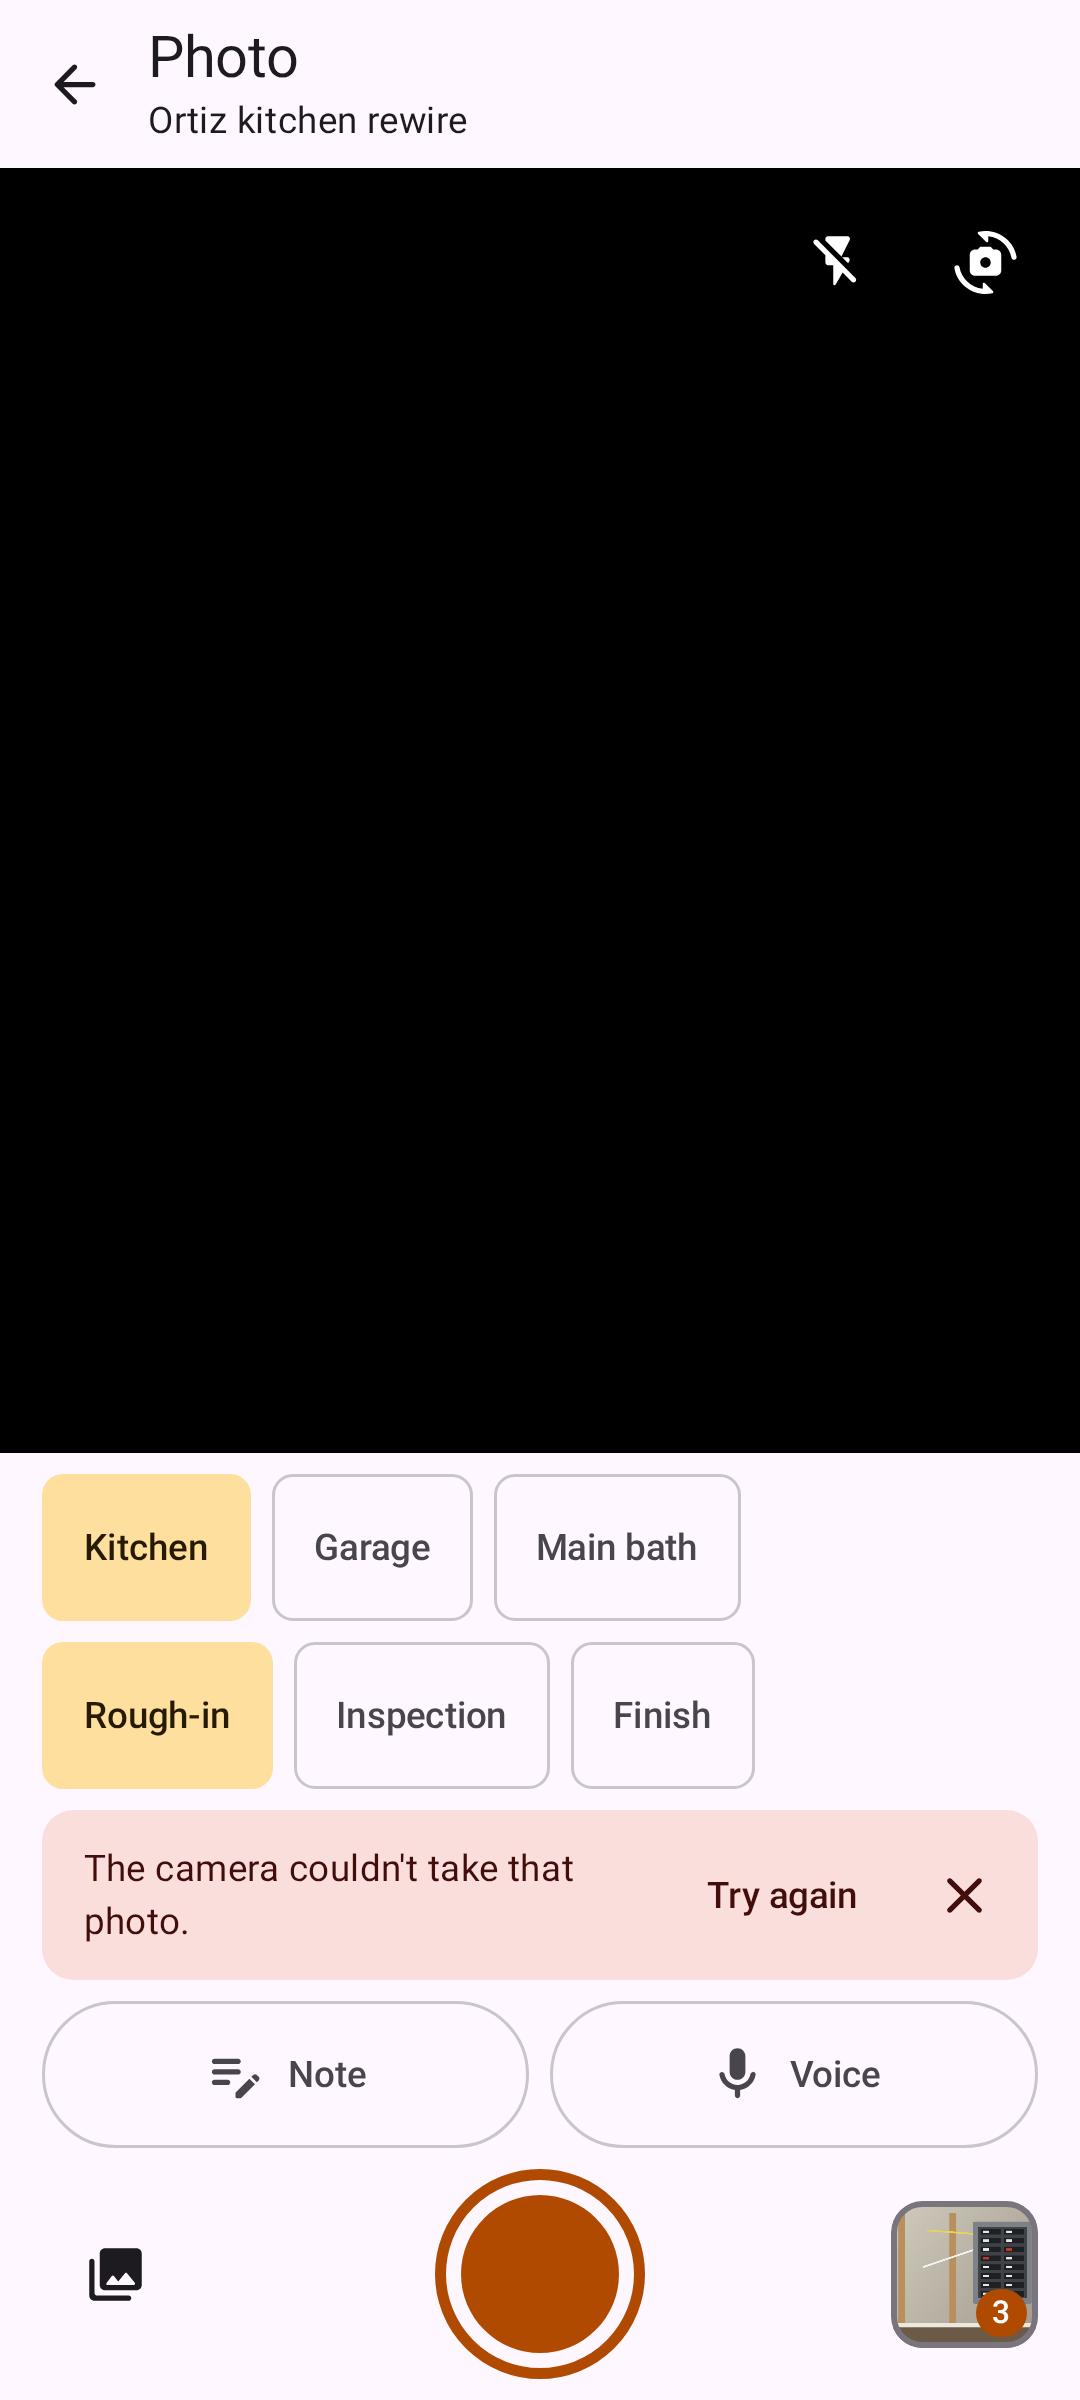 Photo
Ortiz kitchen rewire
Kitchen
Garage
Main bath
Rough-in
Inspection
Finish
The camera couldn't take that
photo.
Try again
Note
Voice
3